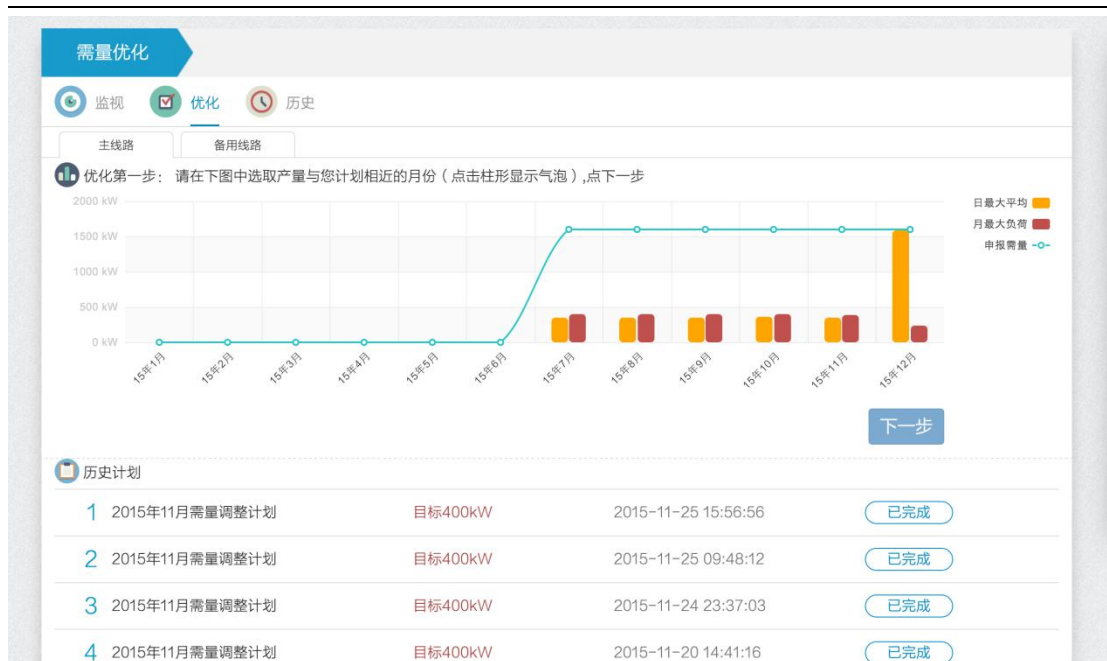 需量优化
监视 优化 历史
主线路 备用线路
优化第一步： 请在下图中选取产量与您计划相近的月份（点击柱形显示气泡）,点下一步
2000 kW
1500 kW
1000 kW
500 kW
0 kW
日最大平均
月最大负荷
申报需量
15年1月 15年2月 15年3月 15年4月 15年5月 15年6月 15年7月 15年8月 15年9月 15年10月 15年11月 15年12月
下一步
历史计划
1 2015年11月需量调整计划 目标400kW 2015-11-25 15:56:56 已完成
2 2015年11月需量调整计划 目标400kW 2015-11-25 09:48:12 已完成
3 2015年11月需量调整计划 目标400kW 2015-11-24 23:37:03 已完成
4 2015年11月需量调整计划 目标400kW 2015-11-20 14:41:16 已完成